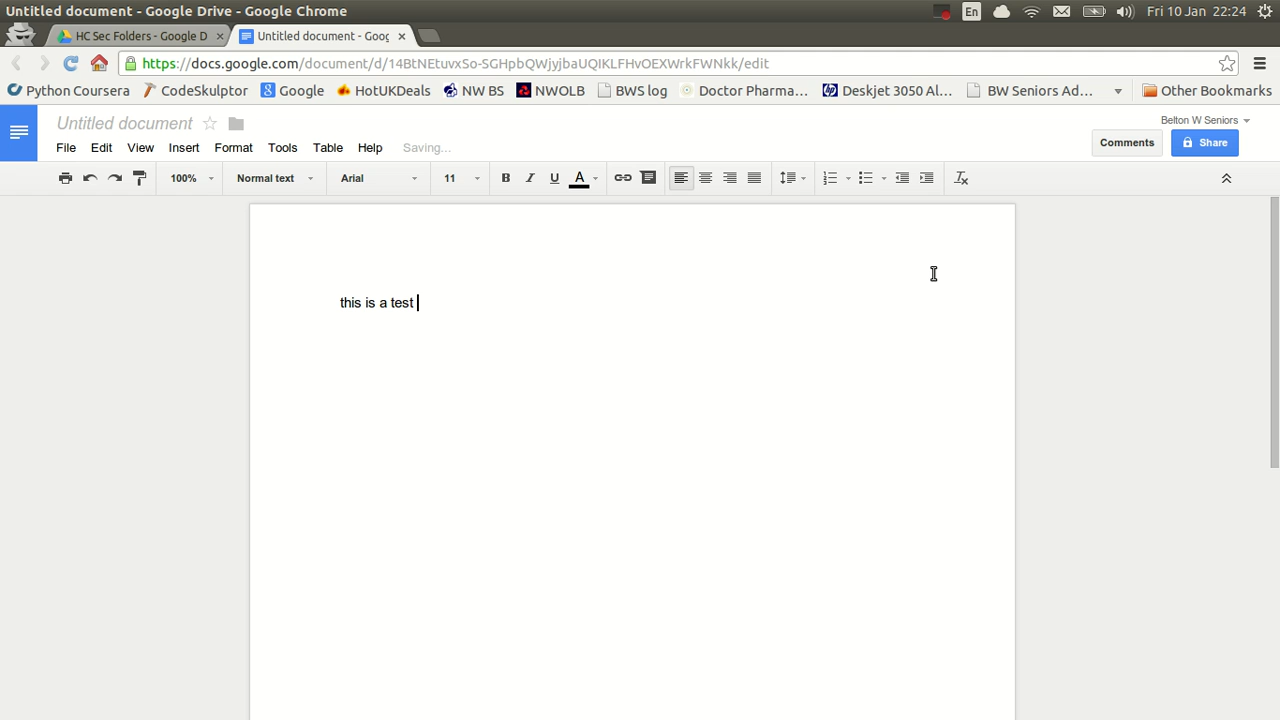 Untitled document - Google Drive - Google Chrome
En
Fri 10 Jan 22:24
HC Sec Folders - Google D
Untitled document - Goog
https://docs.google.com/document/d/14BtNEtuvxSo-SGHpbQWjyjbaUQIKLFHvOEXWrkFWNkk/edit
Python Coursera
CodeSkulptor
Google
HotUKDeals
NW BS
NWOLB
BWS log
Doctor Pharma...
Deskjet 3050 Al...
BW Seniors Ad...
Other Bookmarks
Untitled document
Belton W Seniors
File Edit View Insert Format Tools Table Help Saving...
Comments
Share
100% Normal text Arial 11 B I U A
this is a test